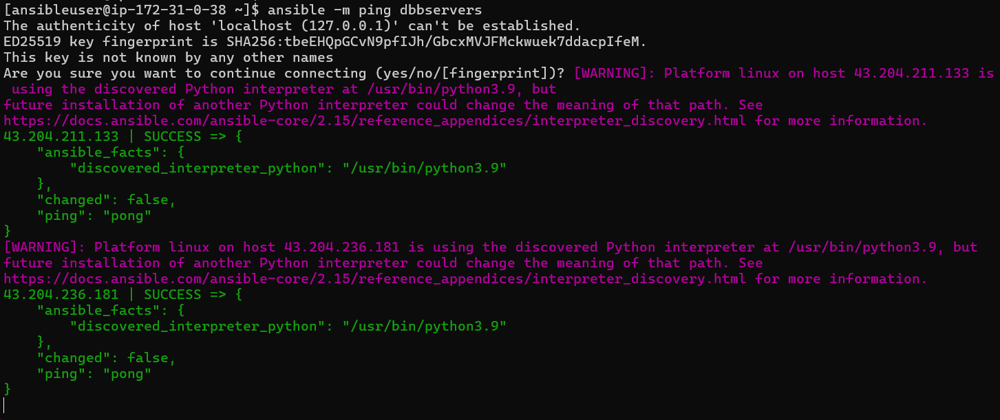 [ansibleuser@ip-172-31-0-38 ~]$ ansible -m ping dbbservers
The authenticity of host 'localhost (127.0.0.1)' can't be established.
ED25519 key fingerprint is SHA256:tbeEHQpGCvN9pfIJh/GbcxMVJFMckwuek7ddacpIfeM.
This key is not known by any other names
Are you sure you want to continue connecting (yes/no/[fingerprint])? [WARNING]: Platform linux on host 43.204.211.133 is
 using the discovered Python interpreter at /usr/bin/python3.9, but
future installation of another Python interpreter could change the meaning of that path. See
https://docs.ansible.com/ansible-core/2.15/reference_appendices/interpreter_discovery.html for more information.
43.204.211.133 | SUCCESS => {
    "ansible_facts": {
        "discovered_interpreter_python": "/usr/bin/python3.9"
    },
    "changed": false,
    "ping": "pong"
}
[WARNING]: Platform linux on host 43.204.236.181 is using the discovered Python interpreter at /usr/bin/python3.9, but
future installation of another Python interpreter could change the meaning of that path. See
https://docs.ansible.com/ansible-core/2.15/reference_appendices/interpreter_discovery.html for more information.
43.204.236.181 | SUCCESS => {
    "ansible_facts": {
        "discovered_interpreter_python": "/usr/bin/python3.9"
    },
    "changed": false,
    "ping": "pong"
}